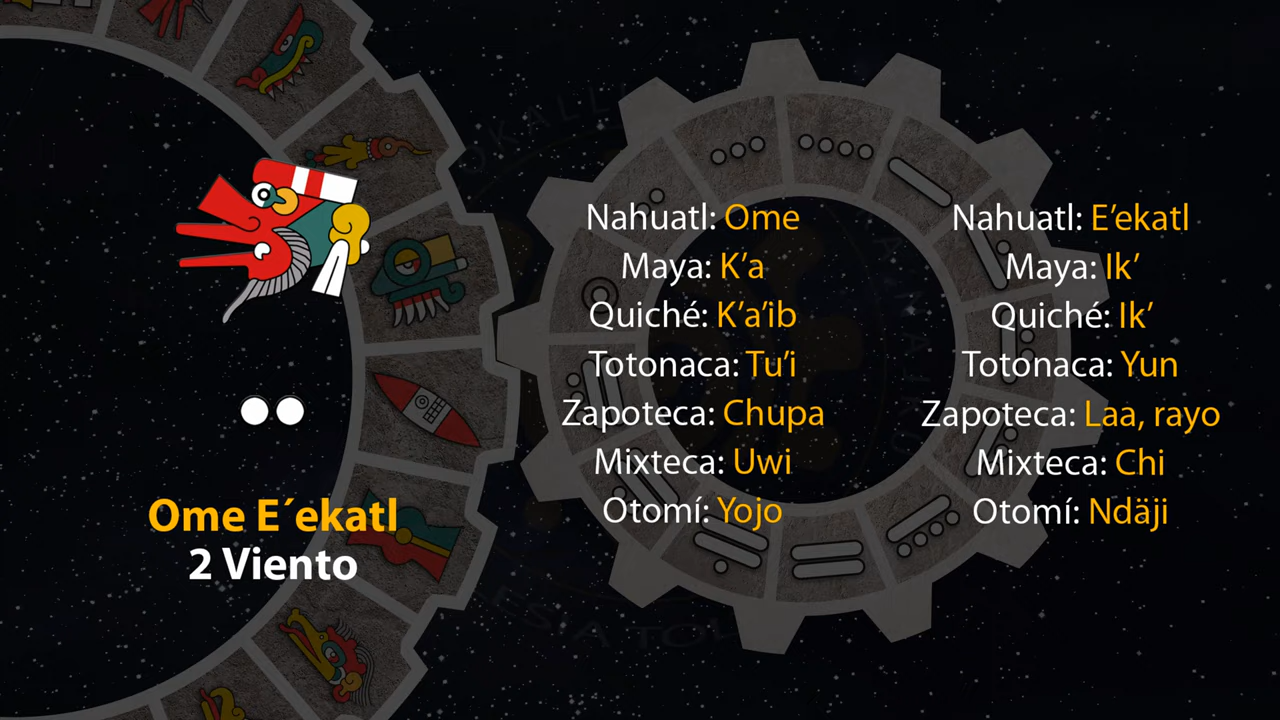 Ome E´ekatl
2 Viento
Nahuatl: Ome
Maya: K’a
Quiché: K’a’ib
Totonaca: Tu’i
Zapoteca: Chupa
Mixteca: Uwi
Otomí: Yojo
Nahuatl: E’ekatl
Maya: Ik’
Quiché: Ik’
Totonaca: Yun
Zapoteca: Laa, rayo
Mixteca: Chi
Otomí: Ndäji